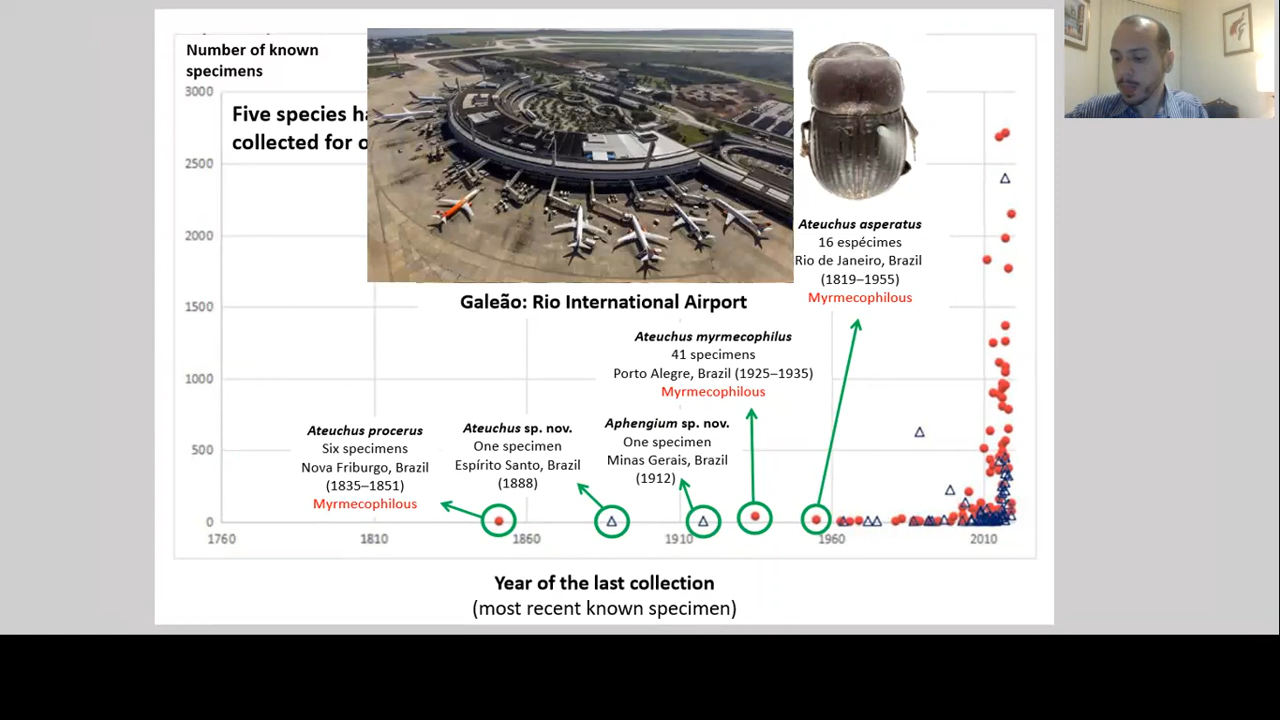 Number of known
specimens
3000
2500
2000
1500
1000
500
0
Five species
collected for
Galeão: Rio International Airport
Ateuchus asperatus
16 espécimes
Rio de Janeiro, Brazil
(1819–1955)
Myrmecophilous
Ateuchus myrmecophilus
41 specimens
Porto Alegre, Brazil (1925–1935)
Myrmecophilous
Ateuchus procerus
Six specimens
Nova Friburgo, Brazil
(1835–1851)
Myrmecophilous
Ateuchus sp. nov.
One specimen
Espírito Santo, Brazil
(1888)
Aphengium sp. nov.
One specimen
Minas Gerais, Brazil
(1912)
1760 1810 1860 1910 1960 2010
Year of the last collection
(most recent known specimen)